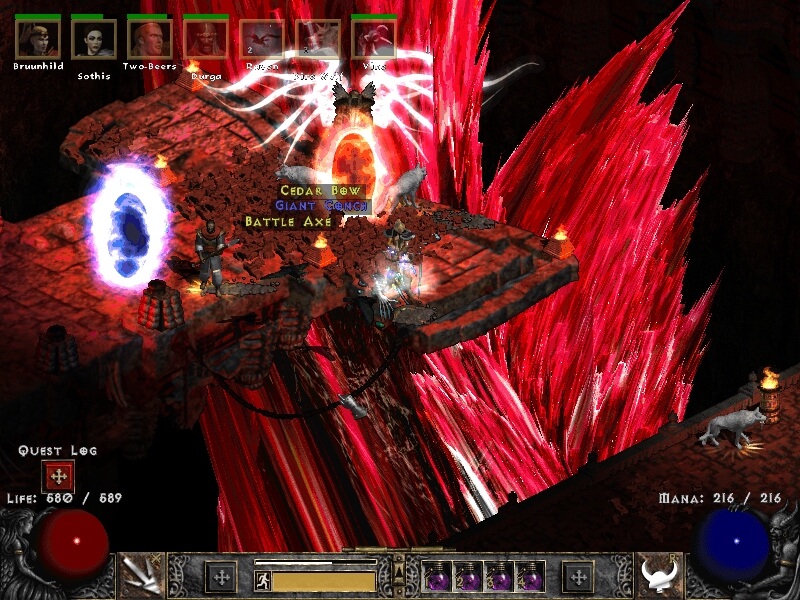 2
Bruunhild
Sothis
Two-Beers
Durga
Cedar Bow
Giant Conch
Battle Axe
Quest Log
Life: 580 / 589
Mana: 216 / 216